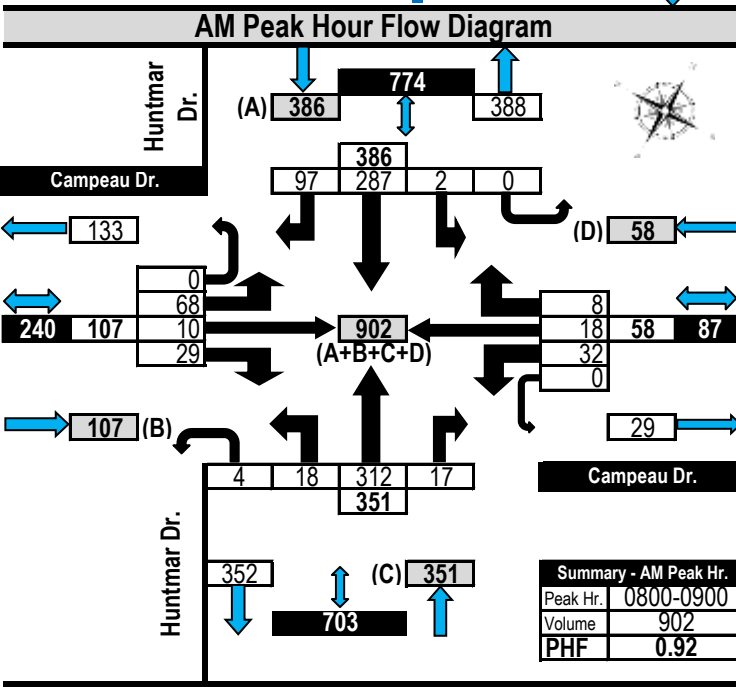 AM Peak Hour Flow Diagram
Huntmar
Dr.
774
(A) 386
388
386
97 287 2 0
Campeau Dr.
133
(D) 58
0
68
10
29
240 107
902
(A+B+C+D)
8
18
32
0
58 87
107 (B)
29
4 18 312 17
351
Campeau Dr.
Huntmar Dr.
352
(C) 351
703
Summary - AM Peak Hr.
Peak Hr. 0800-0900
Volume 902
PHF 0.92